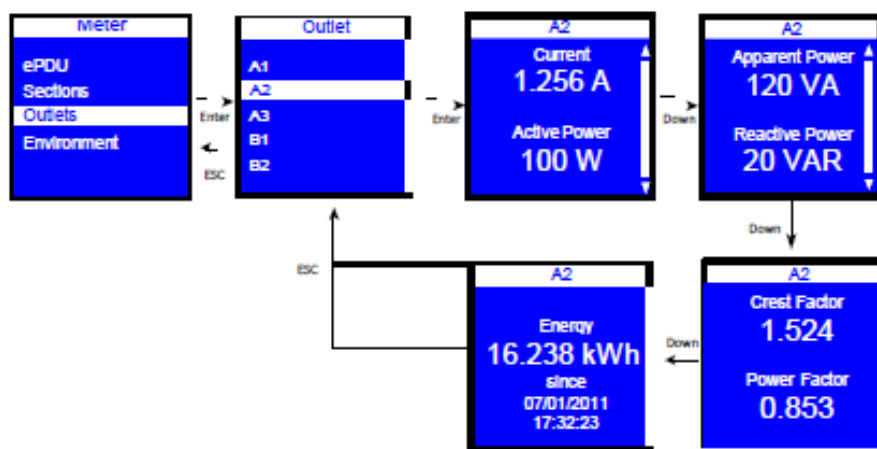 Meter
ePDU
Sections
Outlets
Environment
Enter
ESC
Outlet
A1
A2
A3
B1
B2
Enter
A2
Current
1.256 A
Active Power
100 W
Down
A2
Apparent Power
120 VA
Reactive Power
20 VAR
Down
A2
Crest Factor
1.524
Power Factor
0.853
Down
A2
Energy
16.238 kWh
since
07/01/2011
17:32:23
ESC